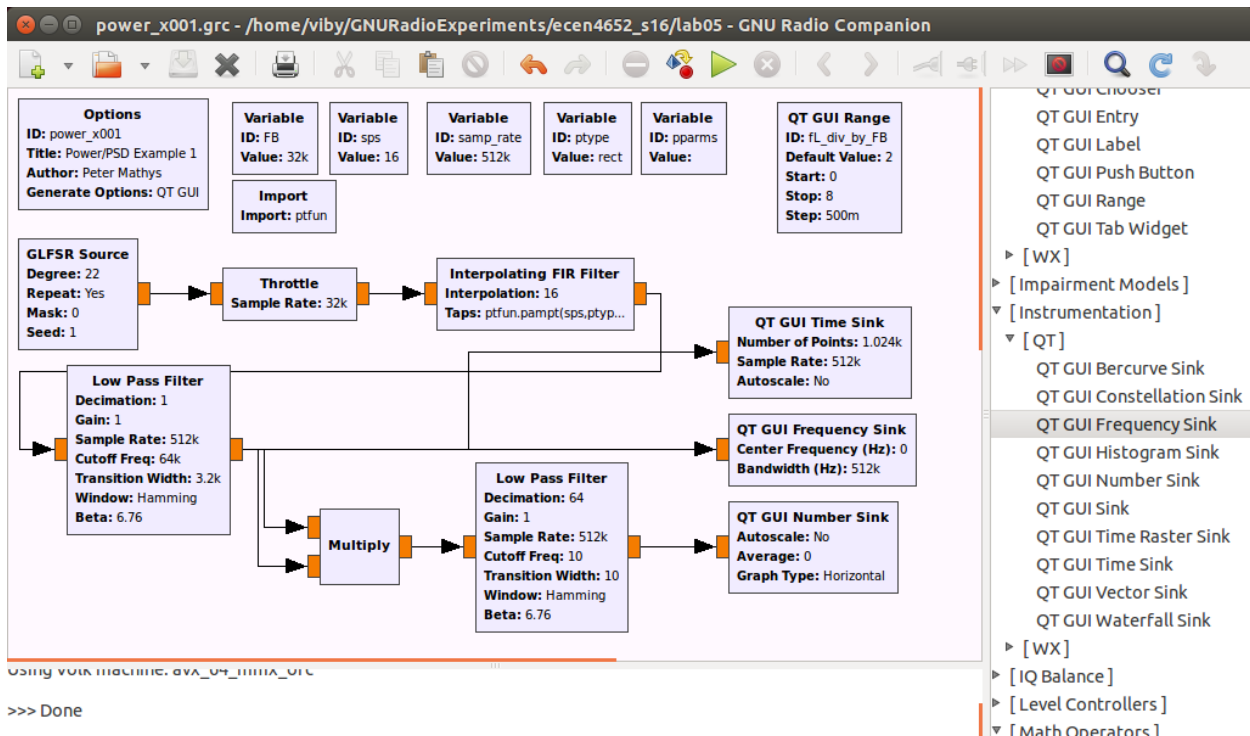 power_x001.grc - /home/viby/GNURadioExperiments/ecen4652_s16/lab05 - GNU Radio Companion
Options
ID: power_x001
Title: Power/PSD Example 1
Author: Peter Mathys
Generate Options: QT GUI
Variable
ID: FB
Value: 32k
Variable
ID: sps
Value: 16
Variable
ID: samp_rate
Value: 512k
Variable
ID: ptype
Value: rect
Variable
ID: pparms
Value:
QT GUI Range
ID: fL_div_by_FB
Default Value: 2
Start: 0
Stop: 8
Step: 500m
Import
Import: ptfun
GLFSR Source
Degree: 22
Repeat: Yes
Mask: 0
Seed: 1
Throttle
Sample Rate: 32k
Interpolating FIR Filter
Interpolation: 16
Taps: ptfun.pampt(sps,ptyp...
QT GUI Time Sink
Number of Points: 1.024k
Sample Rate: 512k
Autoscale: No
Low Pass Filter
Decimation: 1
Gain: 1
Sample Rate: 512k
Cutoff Freq: 64k
Transition Width: 3.2k
Window: Hamming
Beta: 6.76
QT GUI Frequency Sink
Center Frequency (Hz): 0
Bandwidth (Hz): 512k
Multiply
Low Pass Filter
Decimation: 64
Gain: 1
Sample Rate: 512k
Cutoff Freq: 10
Transition Width: 10
Window: Hamming
Beta: 6.76
QT GUI Number Sink
Autoscale: No
Average: 0
Graph Type: Horizontal
Using Volk machine: avx_64_mmx_orc
>>> Done
QT GUI Chooser
QT GUI Entry
QT GUI Label
QT GUI Push Button
QT GUI Range
QT GUI Tab Widget
[WX]
[Impairment Models]
[Instrumentation]
[QT]
QT GUI Bercurve Sink
QT GUI Constellation Sink
QT GUI Frequency Sink
QT GUI Histogram Sink
QT GUI Number Sink
QT GUI Sink
QT GUI Time Raster Sink
QT GUI Time Sink
QT GUI Vector Sink
QT GUI Waterfall Sink
[WX]
[IQ Balance]
[Level Controllers]
[Math Operators]